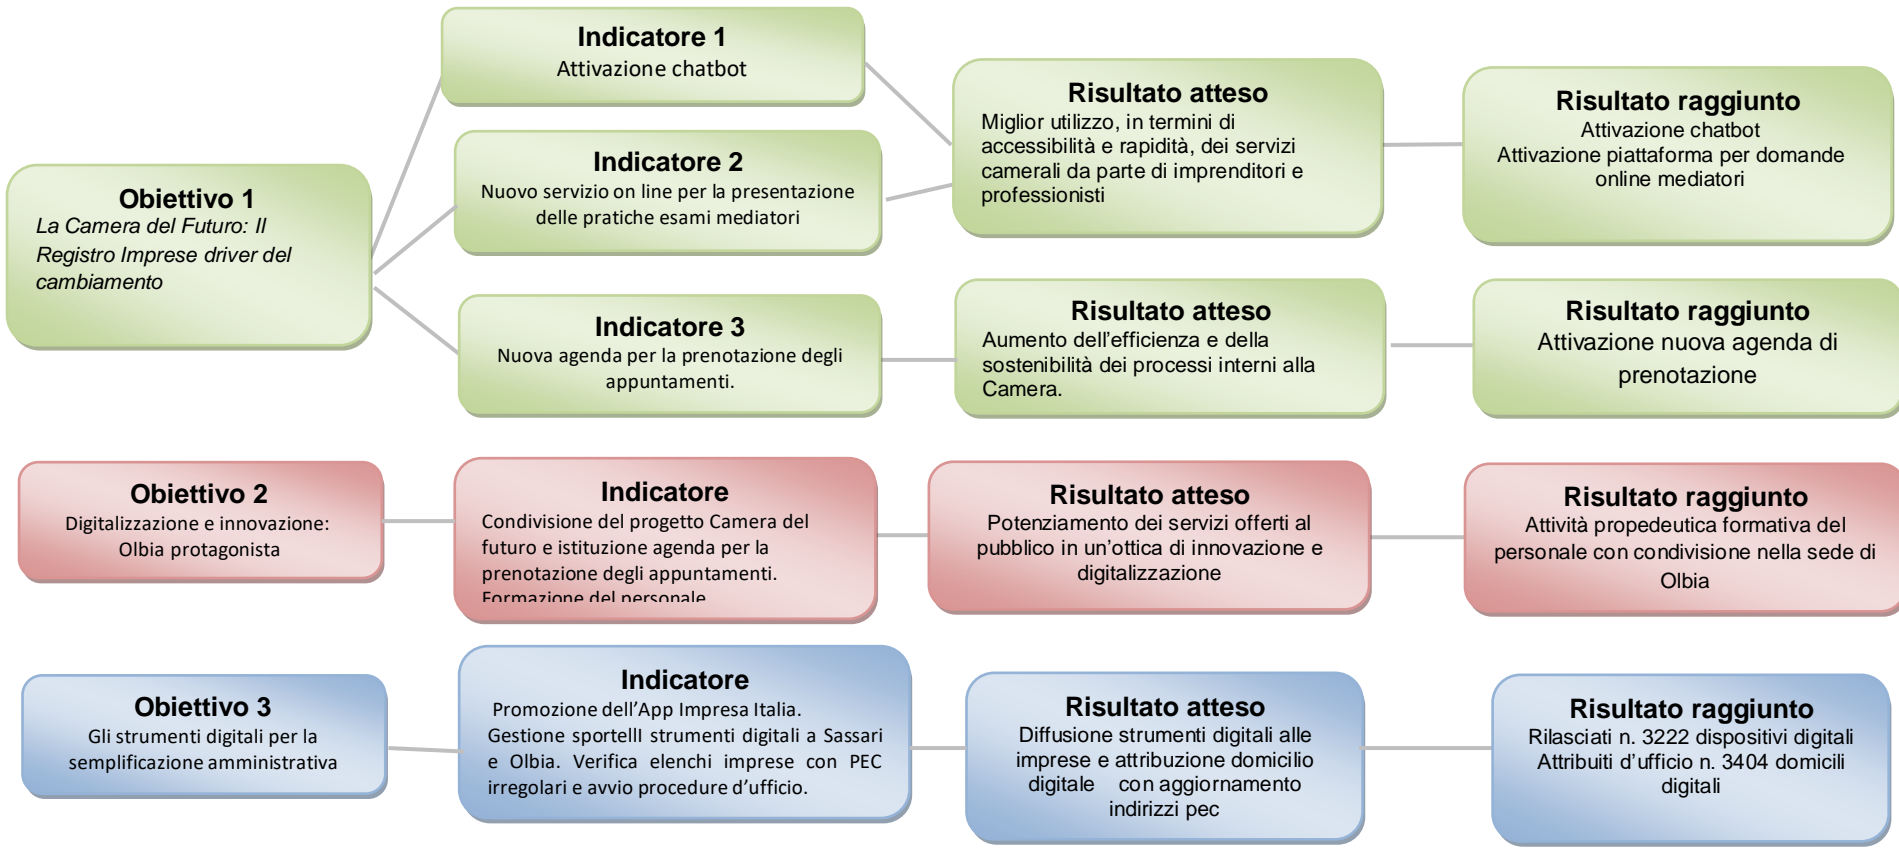 Indicatore 1
Attivazione chatbot
Indicatore 2
Nuovo servizio on line per la presentazione
delle pratiche esami mediatori
Obiettivo 1
La Camera del Futuro: Il
Registro Imprese driver del
cambiamento
Indicatore 3
Nuova agenda per la prenotazione degli
appuntamenti.
Risultato atteso
Miglior utilizzo, in termini di
accessibilità e rapidità, dei servizi
camerali da parte di imprenditori e
professionisti
Risultato raggiunto
Attivazione chatbot
Attivazione piattaforma per domande
online mediatori
Risultato atteso
Aumento dell'efficienza e della
sostenibilità dei processi interni alla
Camera.
Risultato raggiunto
Attivazione nuova agenda di
prenotazione
Obiettivo 2
Digitalizzazione e innovazione:
Olbia protagonista
Indicatore
Condivisione del progetto Camera del
futuro e istituzione agenda per la
prenotazione degli appuntamenti.
Formazione del personale
Risultato atteso
Potenziamento dei servizi offerti al
pubblico in un'ottica di innovazione e
digitalizzazione
Risultato raggiunto
Attività propedeutica formativa del
personale con condivisione nella sede di
Olbia
Obiettivo 3
Gli strumenti digitali per la
semplificazione amministrativa
Indicatore
Promozione dell'App Impresa Italia.
Gestione sportellI strumenti digitali a Sassari
e Olbia. Verifica elenchi imprese con PEC
irregolari e avvio procedure d'ufficio.
Risultato atteso
Diffusione strumenti digitali alle
imprese e attribuzione domicilio
digitale con aggiornamento
indirizzi pec
Risultato raggiunto
Rilasciati n. 3222 dispositivi digitali
Attribuiti d'ufficio n. 3404 domicili
digitali